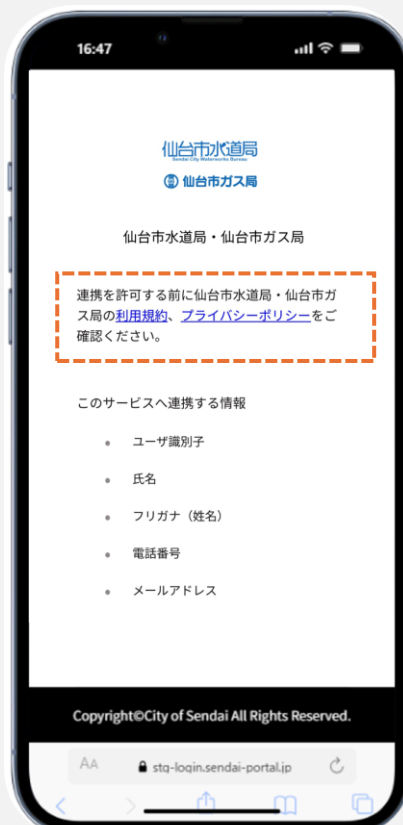 16:47
仙台市水道局
Sendai City Waterworks Bureau
仙台市ガス局
仙台市水道局・仙台市ガス局
連携を許可する前に仙台市水道局・仙台市ガ
ス局の利用規約、プライバシーポリシーをご
確認ください。
このサービスへ連携する情報
ユーザ識別子
氏名
フリガナ（姓名）
電話番号
メールアドレス
Copyright©City of Sendai All Rights Reserved.
AA
stg-login.sendai-portal.jp